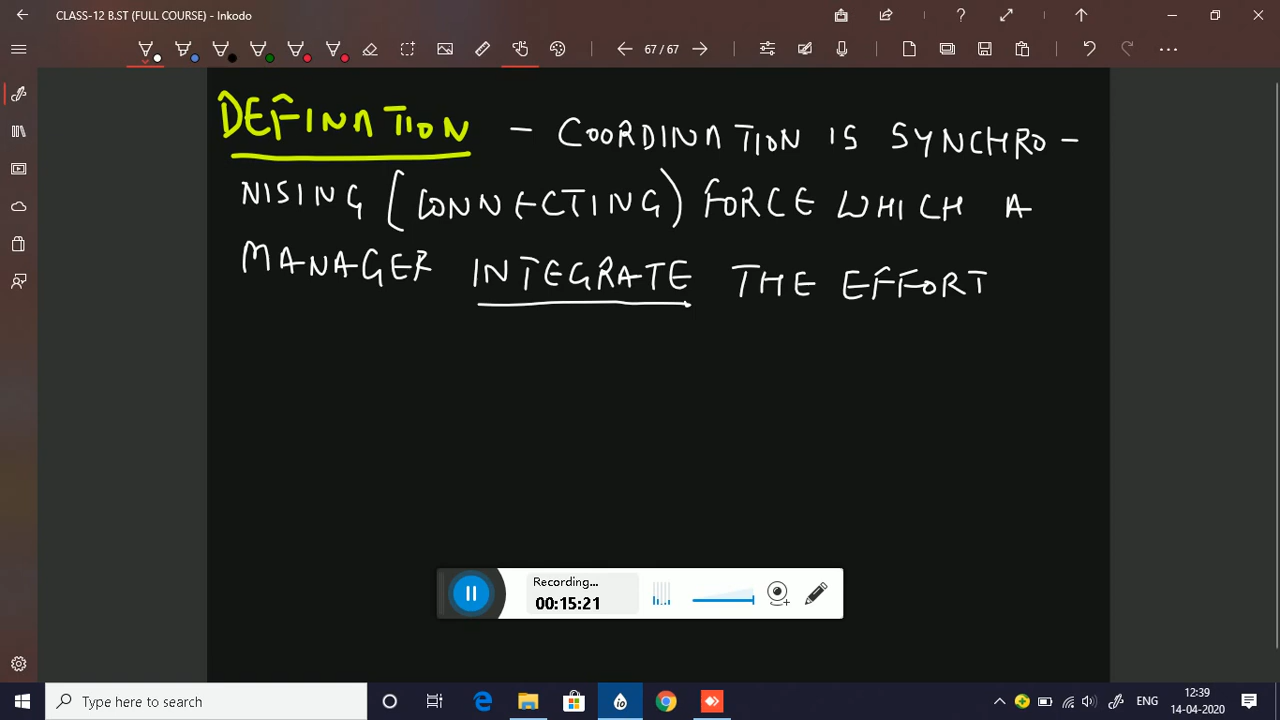 CLASS-12 B.ST (FULL COURSE) - Inkodo
67 / 67
DEFINATION - COORDINATION IS SYNCHRO -
NISING (CONNECTING) FORCE WHICH A
MANAGER INTEGRATE THE EFFORT
Recording...
00:15:21
Type here to search
ENG
12:39
14-04-2020